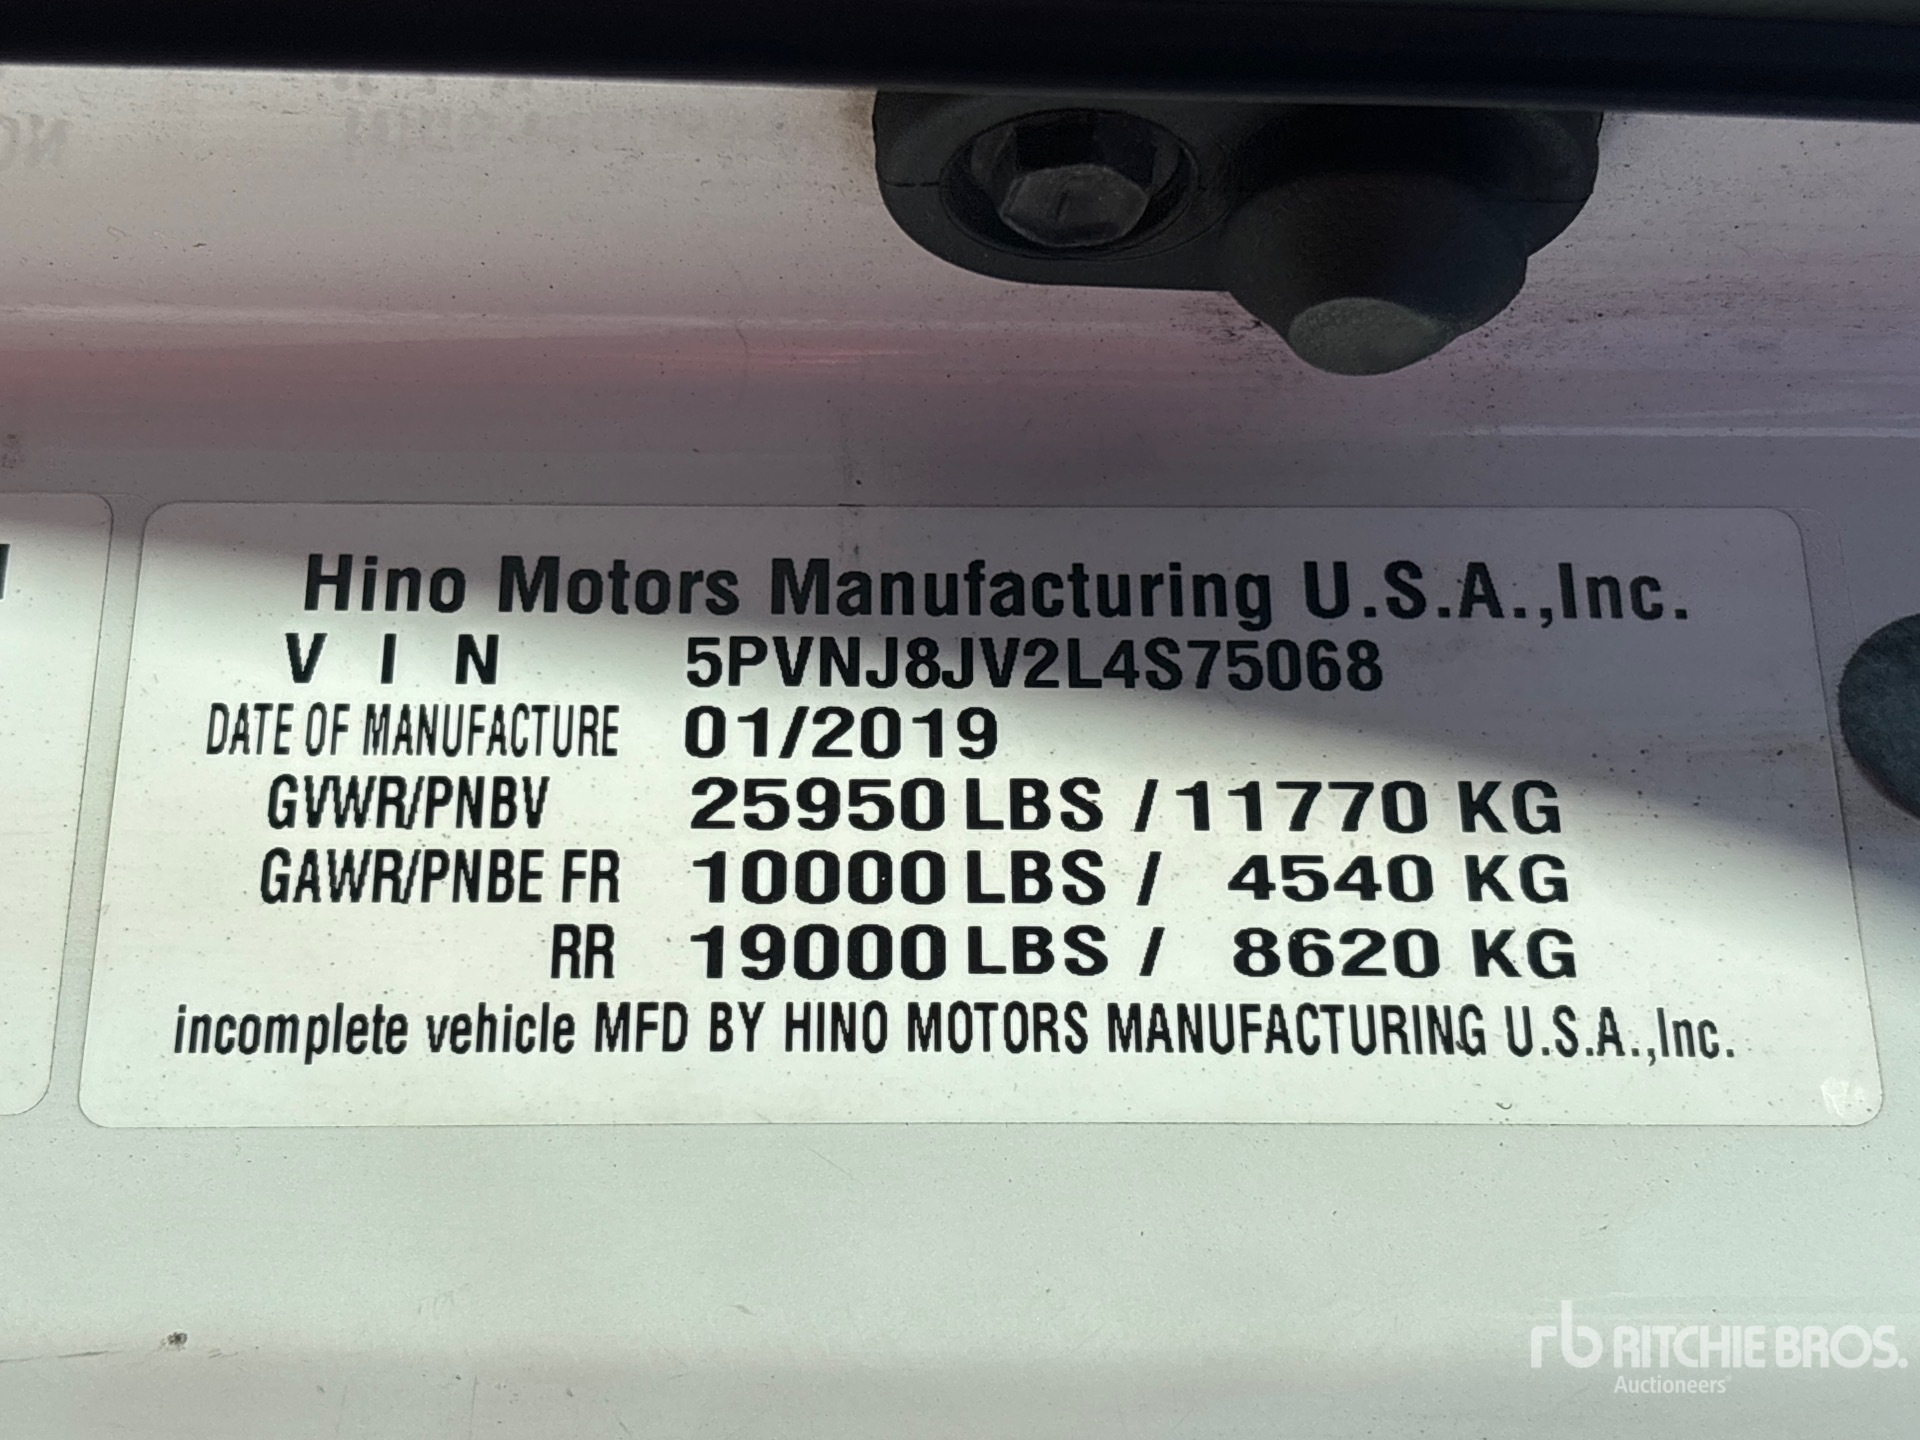 Hino Motors Manufacturing U.S.A.,Inc.
V I N 5PVNJ8JV2L4S75068
DATE OF MANUFACTURE 01/2019
GVWR/PNBV 25950 LBS / 11770 KG
GAWR/PNBE FR 10000 LBS / 4540 KG
RR 19000 LBS / 8620 KG
incomplete vehicle MFD BY HINO MOTORS MANUFACTURING U.S.A.,Inc.
rb RITCHIE BROS.
Auctioneers